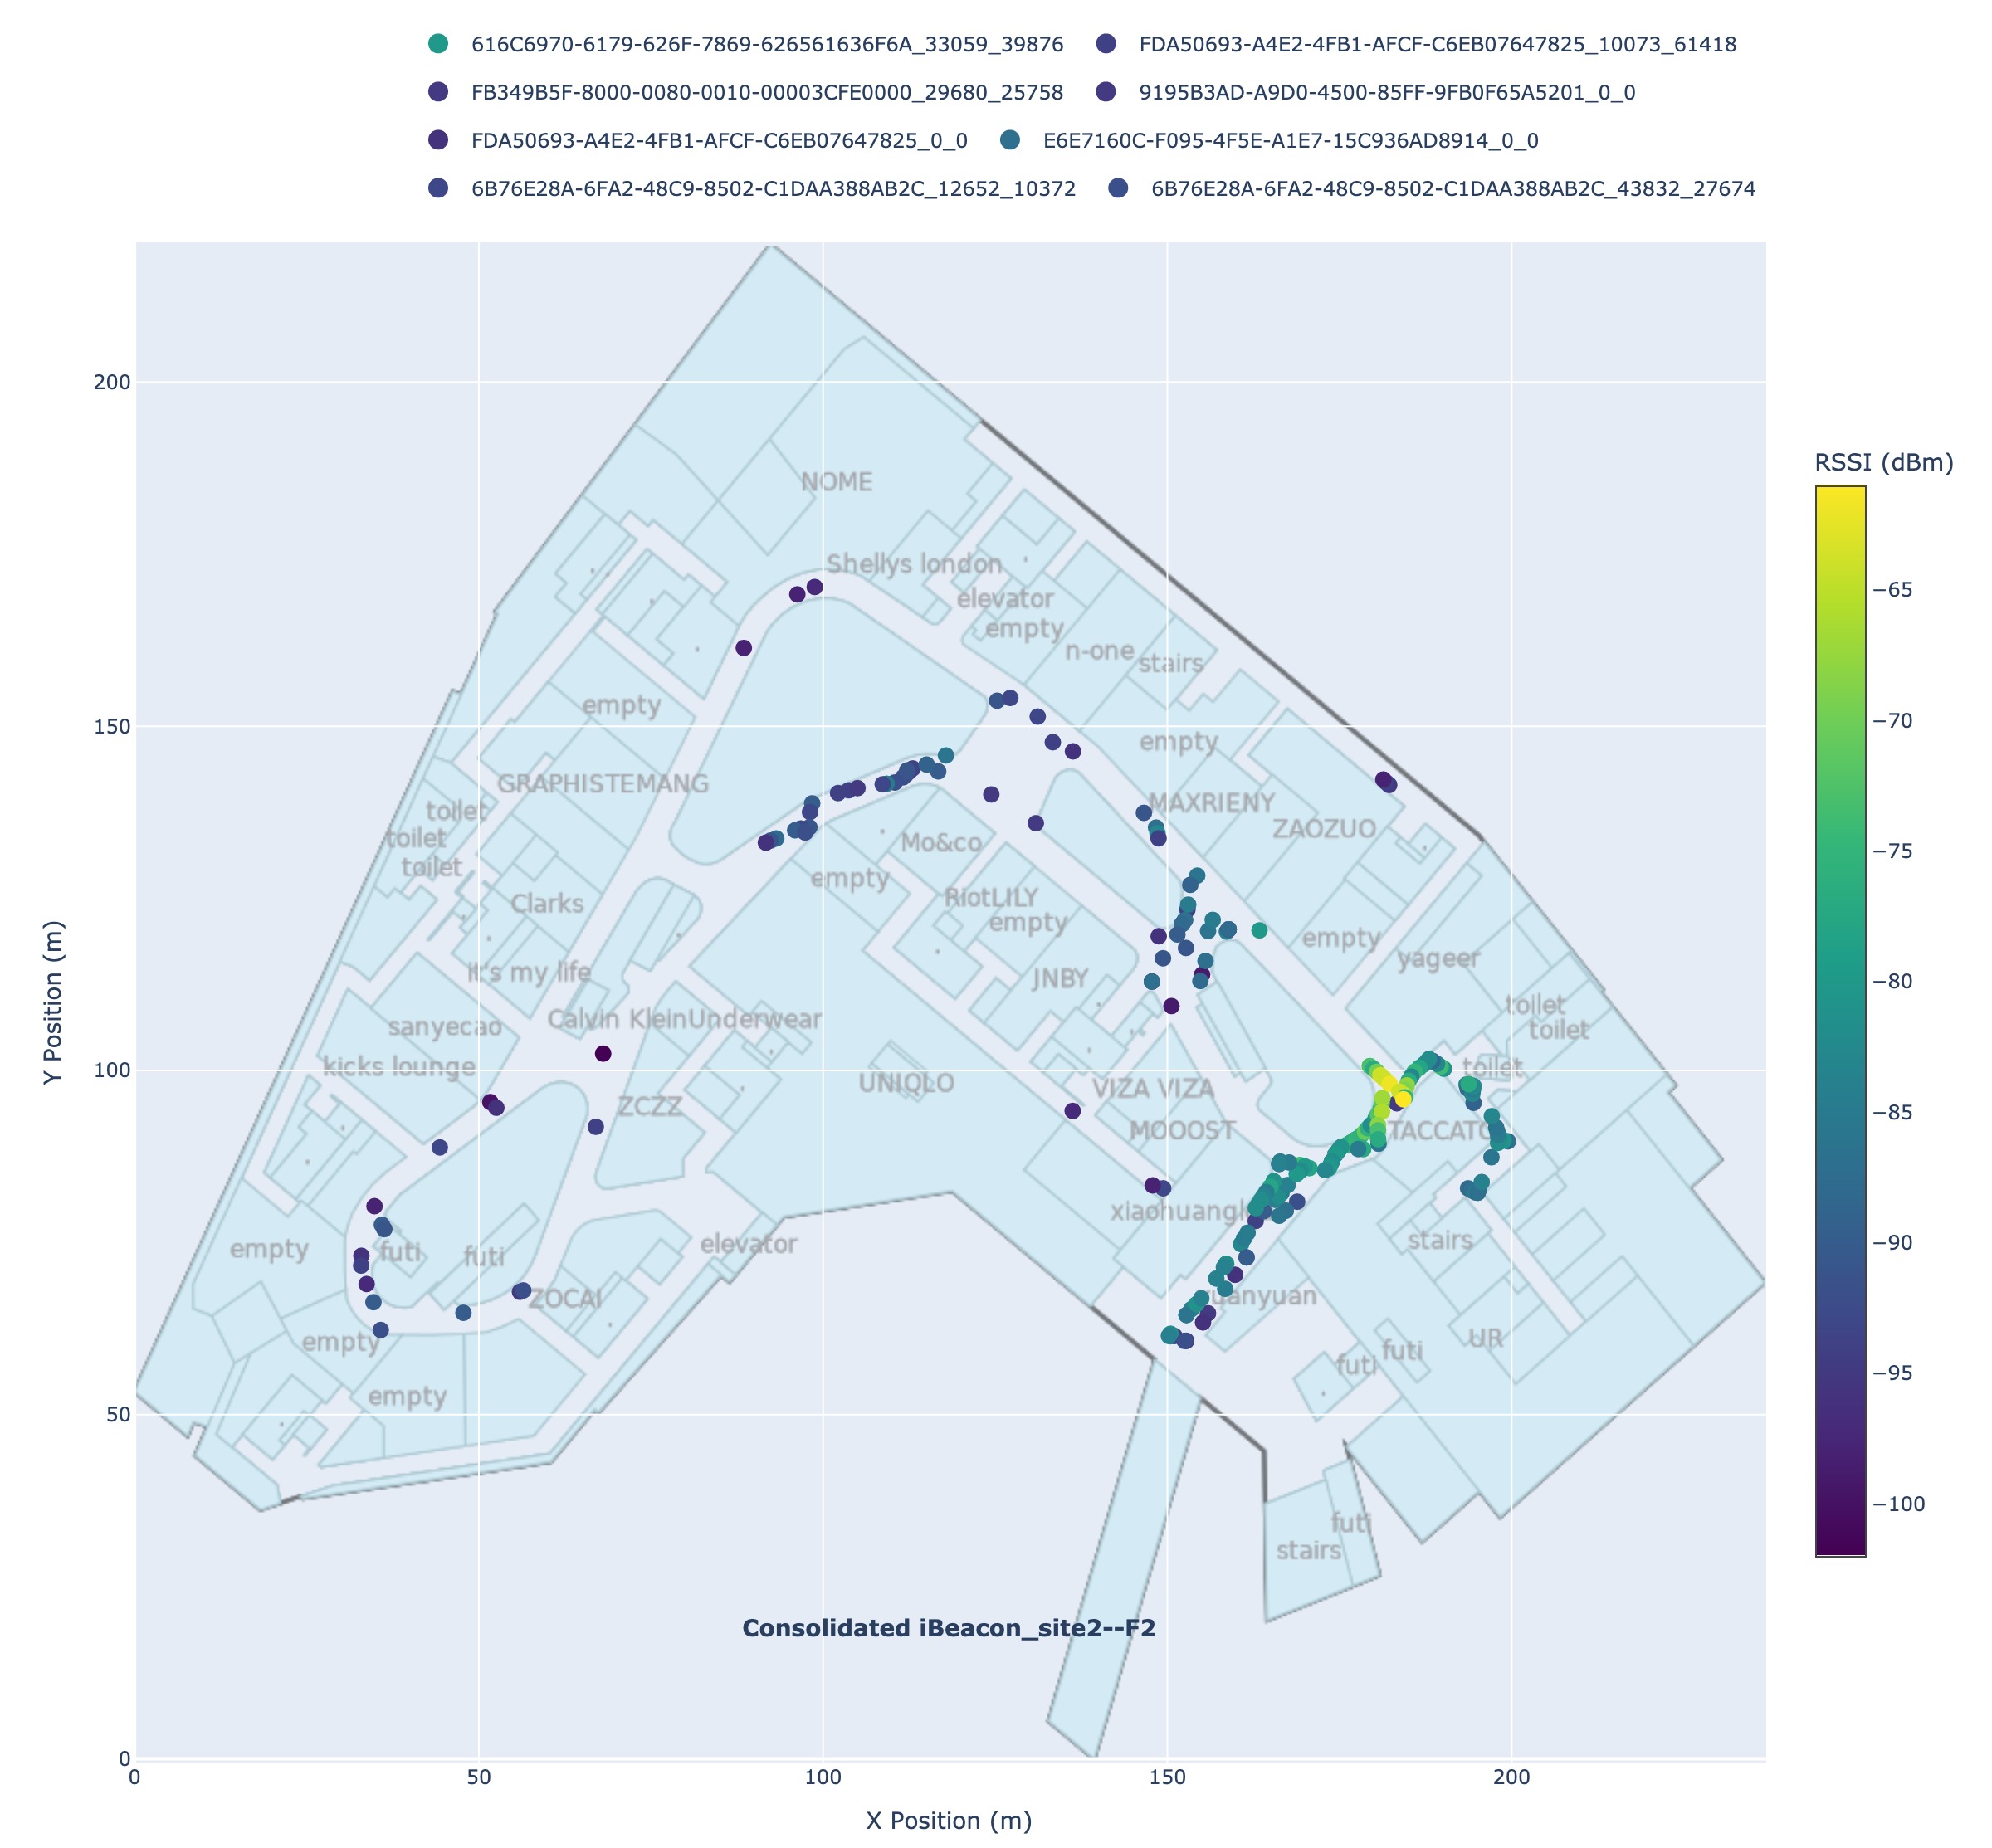 616C6970-6179-626F-7869-626561636F6A_33059_39876
FDA50693-A4E2-4FB1-AFCF-C6EB07647825_10073_61418
FB349B5F-8000-0080-0010-00003CFE0000_29680_25758
9195B3AD-A9D0-4500-85FF-9FB0F65A5201_0_0
FDA50693-A4E2-4FB1-AFCF-C6EB07647825_0_0
E6E7160C-F095-4F5E-A1E7-15C936AD8914_0_0
6B76E28A-6FA2-48C9-8502-C1DAA388AB2C_12652_10372
6B76E28A-6FA2-48C9-8502-C1DAA388AB2C_43832_27674
RSSI (dBm)
−65
−70
−75
−80
−85
−90
−95
−100
200
150
100
50
0
Y Position (m)
NOME
Shellys london
elevator
empty
n-one
stairs
empty
empty
GRAPHISTEMANG
MAXRIENY
ZAOZUO
toilet
toilet
toilet
Mo&co
empty
RiotLILY
empty
Clarks
empty
yageer
it's my life
JNBY
toilet
toilet
toilet
sanyecao
Calvin KleinUnderwear
kicks lounge
UNIQLO
VIZA VIZA
ZCZZ
MOOOST
TACCATO
empty
futi
futi
elevator
stairs
ZOCAI
empty
UR
futi
futi
empty
futi
stairs
Consolidated iBeacon_site2--F2
0
50
100
150
200
X Position (m)